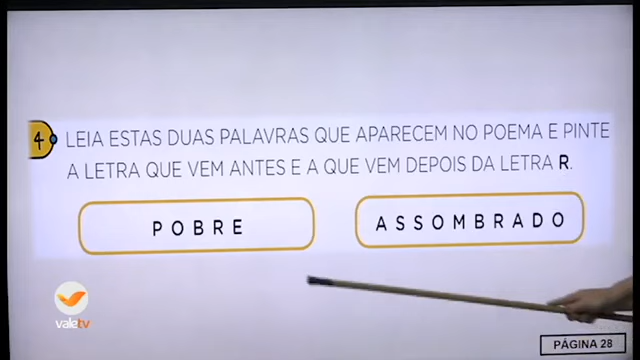 4 LEIA ESTAS DUAS PALAVRAS QUE APARECEM NO POEMA E PINTE
A LETRA QUE VEM ANTES E A QUE VEM DEPOIS DA LETRA R.
POBRE
ASSOMBRADO
valetv
PÁGINA 28